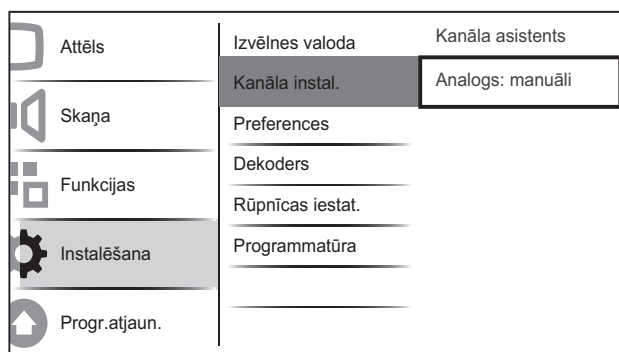 Attēls
Skaņa
Funkcijas
Instalēšana
Progr.atjaun.
Izvēlnes valoda
Kanāla instal.
Preferences
Dekoders
Rūpnīcas iestat.
Programmatūra
Kanāla asistents
Analogs: manuāli